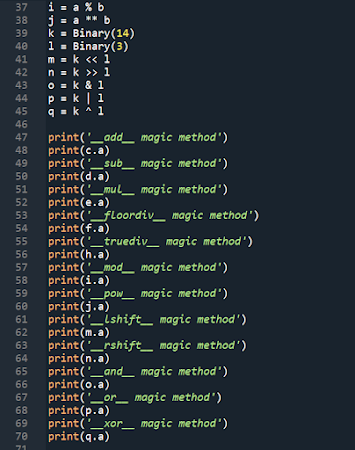 37 i = a % b
38 j = a ** b
39 k = Binary(14)
40 l = Binary(3)
41 m = k << l
42 n = k >> l
43 o = k & l
44 p = k | l
45 q = k ^ l
46
47 print('__add__ magic method')
48 print(c.a)
49 print('__sub__ magic method')
50 print(d.a)
51 print('__mul__ magic method')
52 print(e.a)
53 print('__floordiv__ magic method')
54 print(f.a)
55 print('__truediv__ magic method')
56 print(h.a)
57 print('__mod__ magic method')
58 print(i.a)
59 print('__pow__ magic method')
60 print(j.a)
61 print('__lshift__ magic method')
62 print(m.a)
63 print('__rshift__ magic method')
64 print(n.a)
65 print('__and__ magic method')
66 print(o.a)
67 print('__or__ magic method')
68 print(p.a)
69 print('__xor__ magic method')
70 print(q.a)
71